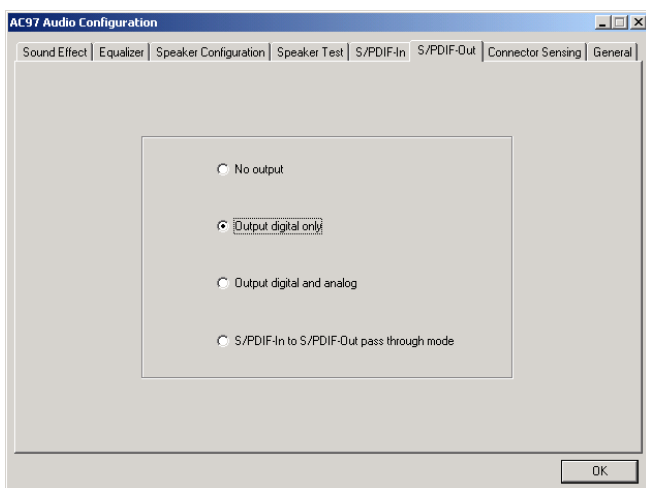 AC97 Audio Configuration
Sound Effect Equalizer Speaker Configuration Speaker Test S/PDIF-In S/PDIF-Out Connector Sensing General
No output
Output digital only
Output digital and analog
S/PDIF-In to S/PDIF-Out pass through mode
OK